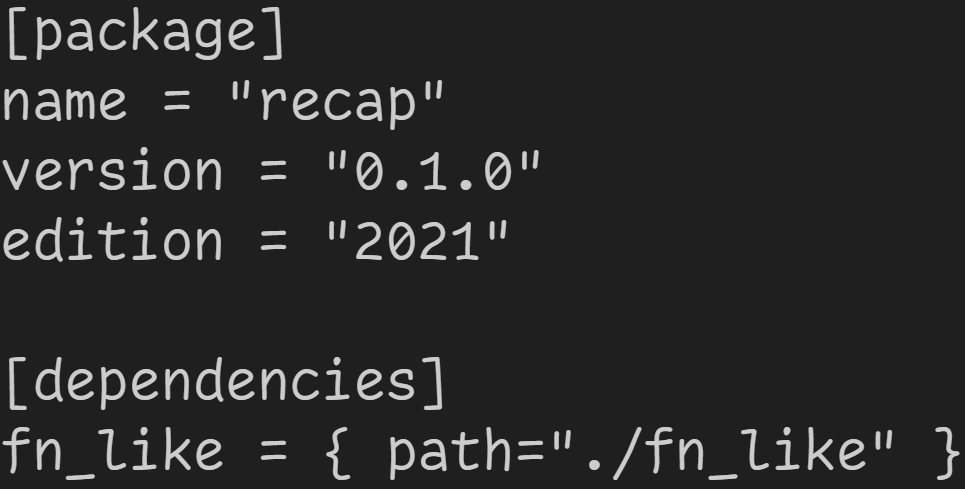 [package]
name = "recap"
version = "0.1.0"
edition = "2021"

[dependencies]
fn_like = { path="./fn_like" }